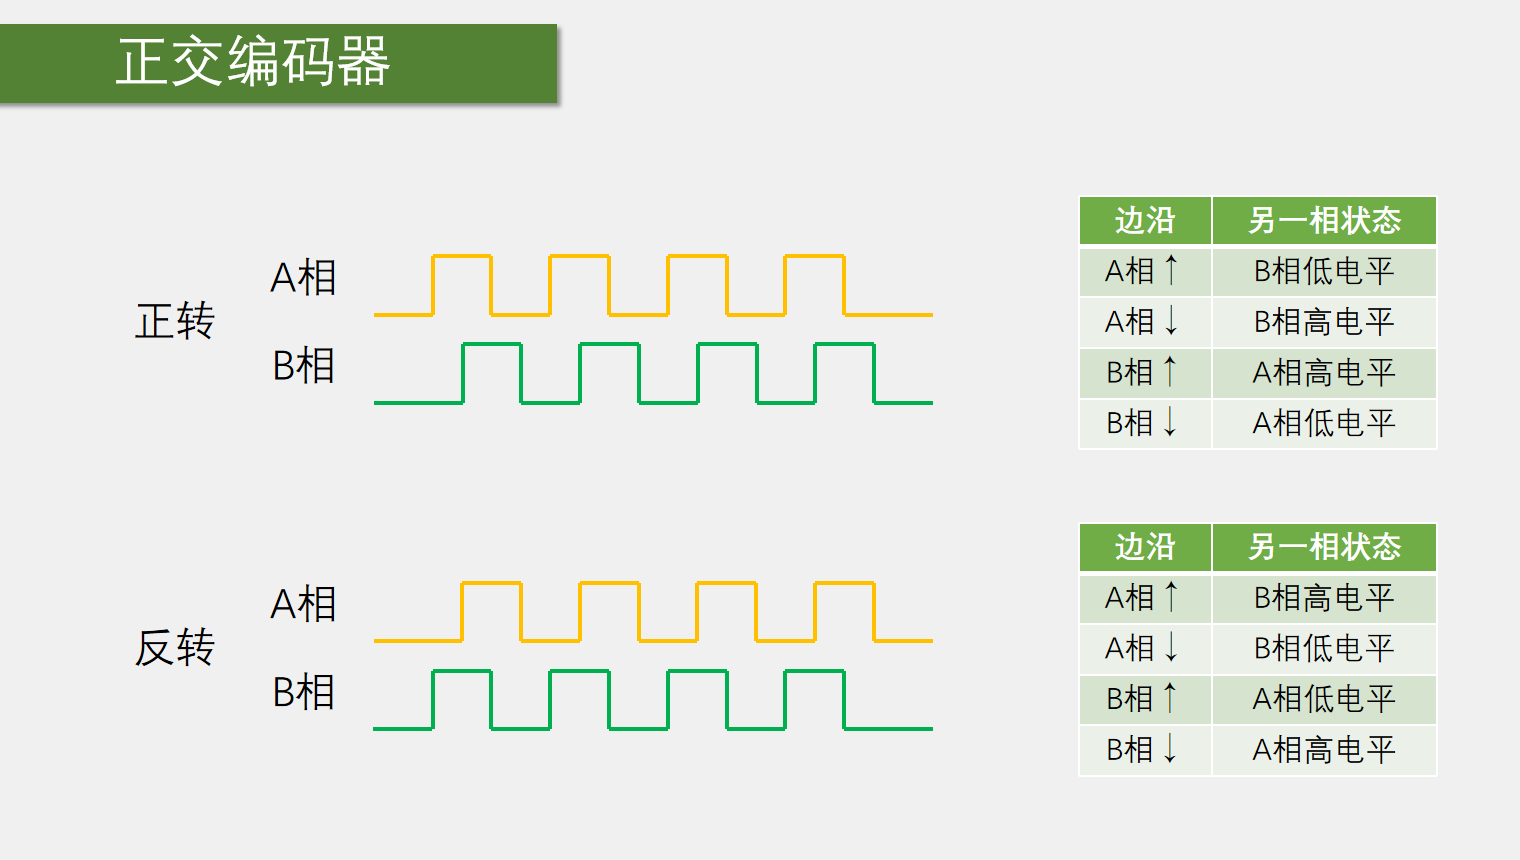 正交编码器
正转
A相
B相
边沿 另一相状态
A相↑ B相低电平
A相↓ B相高电平
B相↑ A相高电平
B相↓ A相低电平
反转
A相
B相
边沿 另一相状态
A相↑ B相高电平
A相↓ B相低电平
B相↑ A相低电平
B相↓ A相高电平